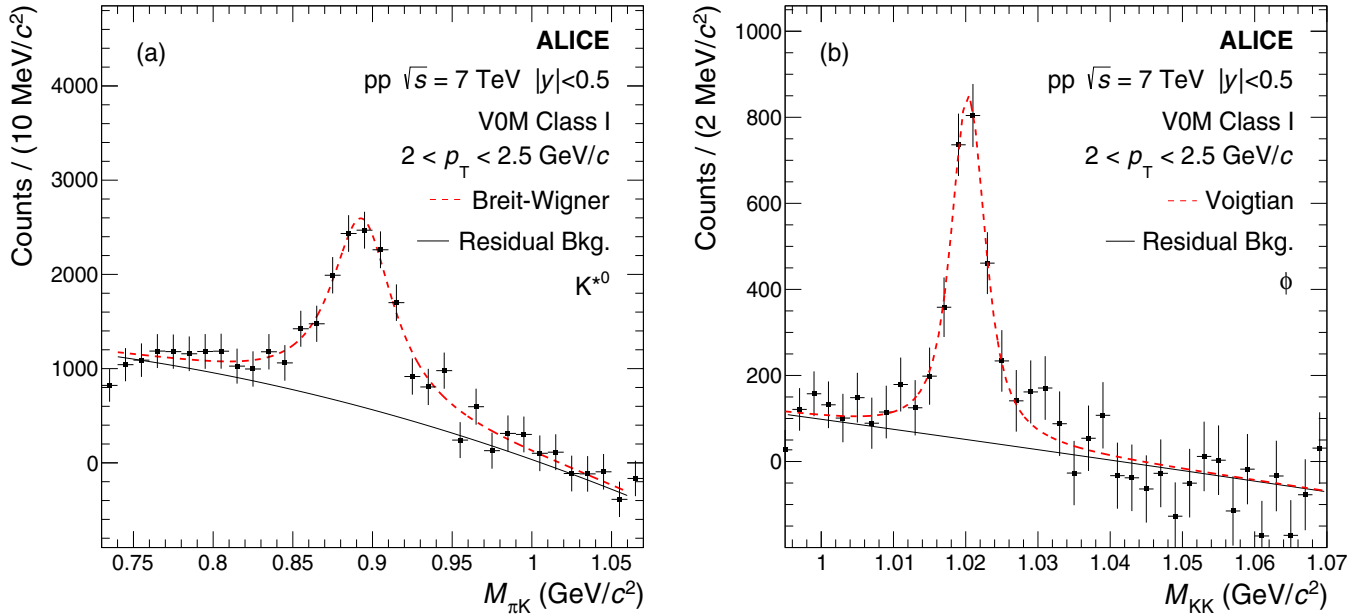 (a)
ALICE
pp √s = 7 TeV |y|<0.5
V0M Class I
2 < p_T < 2.5 GeV/c
Breit-Wigner
Residual Bkg.
K*⁰
Counts / (10 MeV/c²)
4000
3000
2000
1000
0
0.75 0.8 0.85 0.9 0.95 1 1.05
M_πK (GeV/c²)
(b)
ALICE
pp √s = 7 TeV |y|<0.5
V0M Class I
2 < p_T < 2.5 GeV/c
Voigtian
Residual Bkg.
ϕ
Counts / (2 MeV/c²)
1000
800
600
400
200
0
1 1.01 1.02 1.03 1.04 1.05 1.06 1.07
M_KK (GeV/c²)